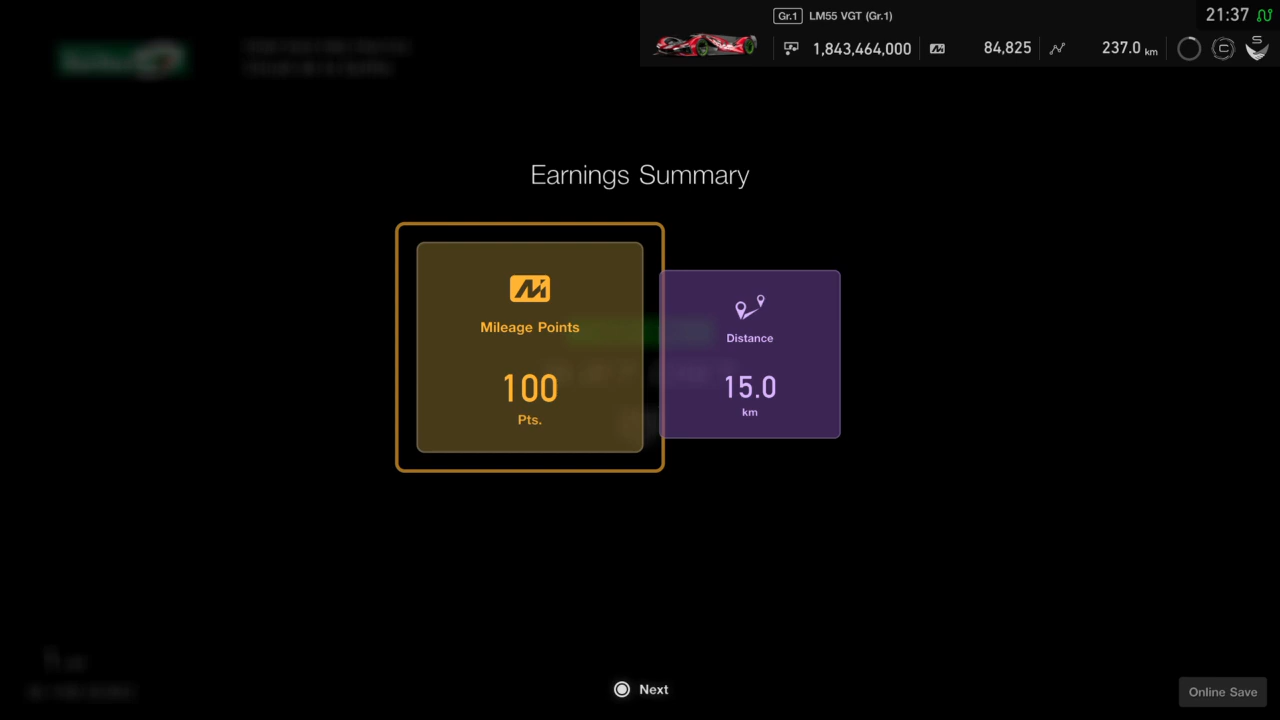 Gr.1 LM55 VGT (Gr.1)
21:37
1,843,464,000 84,825 237.0 km
C S
Earnings Summary
Mileage Points
100
Pts.
Distance
15.0
km
Next
Online Save